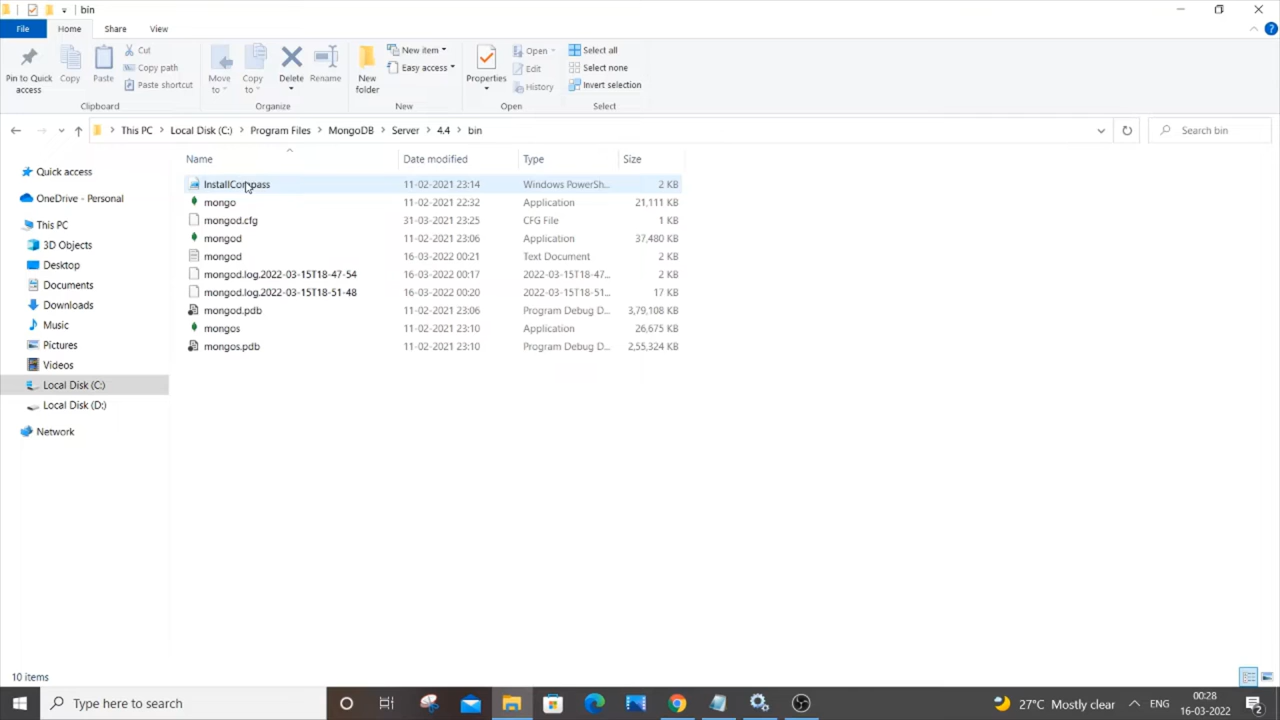 bin
File Home Share View
Pin to Quick access
Copy
Paste
Cut
Copy path
Paste shortcut
Clipboard
Move to
Copy to
Delete
Rename
Organize
New folder
New item
Easy access
New
Properties
Open
Edit
History
Open
Select all
Select none
Invert selection
Select
This PC Local Disk (C:) Program Files MongoDB Server 4.4 bin
Search bin
Quick access
OneDrive - Personal
This PC
3D Objects
Desktop
Documents
Downloads
Music
Pictures
Videos
Local Disk (C:)
Local Disk (D:)
Network
Name Date modified Type Size
InstallCompass 11-02-2021 23:14 Windows PowerSh... 2 KB
mongo 11-02-2021 22:32 Application 21,111 KB
mongod.cfg 31-03-2021 23:25 CFG File 1 KB
mongod 11-02-2021 23:06 Application 37,480 KB
mongod 16-03-2022 00:21 Text Document 2 KB
mongod.log.2022-03-15T18-47-54 16-03-2022 00:17 2022-03-15T18-47... 2 KB
mongod.log.2022-03-15T18-51-48 16-03-2022 00:20 2022-03-15T18-51... 17 KB
mongod.pdb 11-02-2021 23:06 Program Debug D... 3,79,108 KB
mongos 11-02-2021 23:10 Application 26,675 KB
mongos.pdb 11-02-2021 23:10 Program Debug D... 2,55,324 KB
10 items
Type here to search
27°C Mostly clear
ENG
00:28
16-03-2022
2